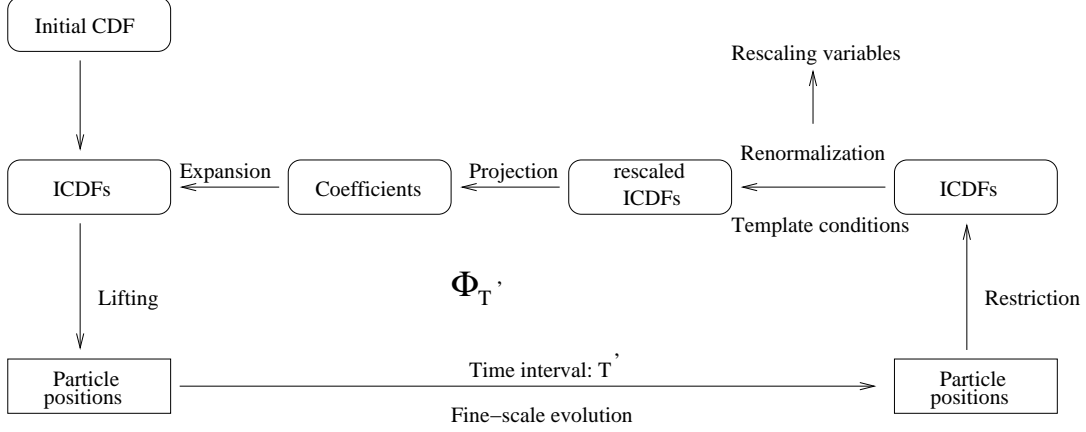 Initial CDF
Rescaling variables
ICDFs
Expansion
Coefficients
Projection
rescaled
ICDFs
Renormalization
Template conditions
ICDFs
Lifting
Φ_T'
Restriction
Particle
positions
Time interval: T'
Fine−scale evolution
Particle
positions